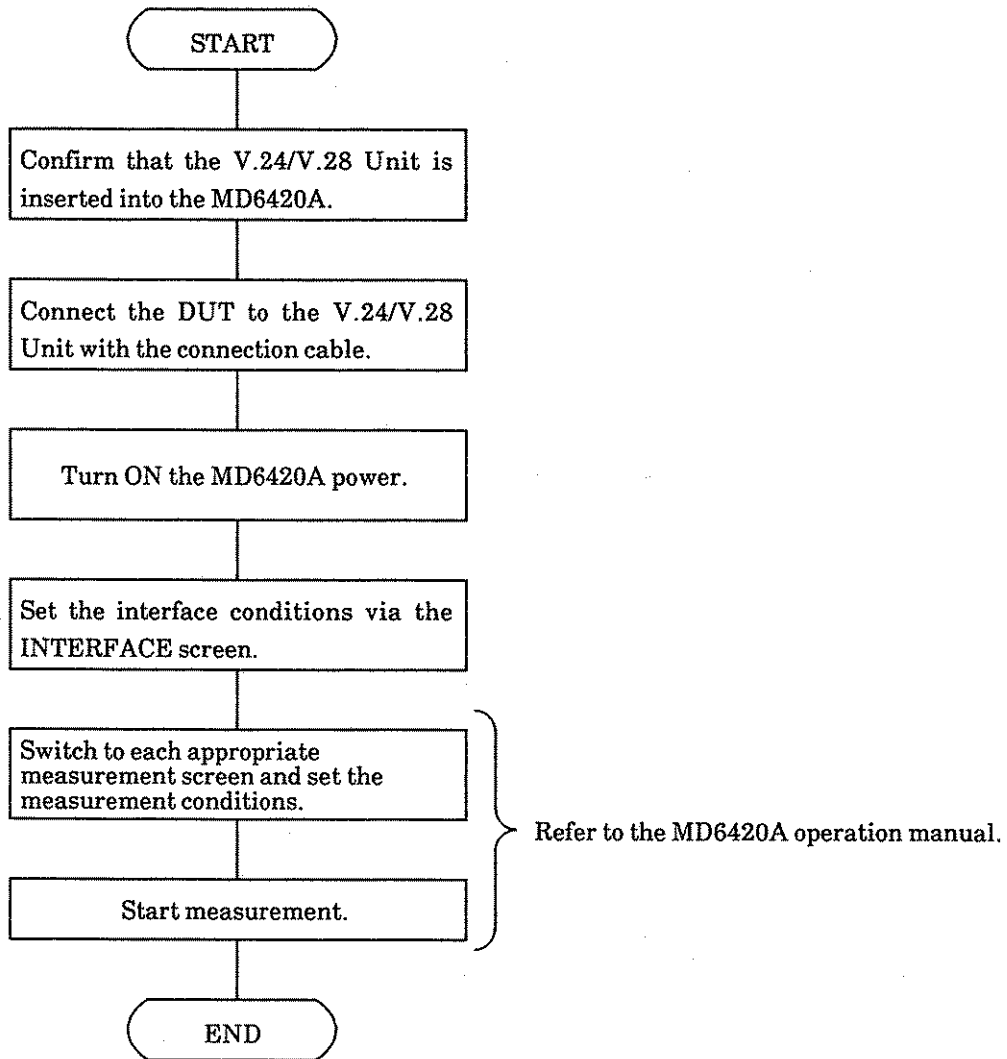 START
Confirm that the V.24/V.28 Unit is
inserted into the MD6420A.
Connect the DUT to the V.24/V.28
Unit with the connection cable.
Turn ON the MD6420A power.
Set the interface conditions via the
INTERFACE screen.
Switch to each appropriate
measurement screen and set the
measurement conditions.
Refer to the MD6420A operation manual.
Start measurement.
END